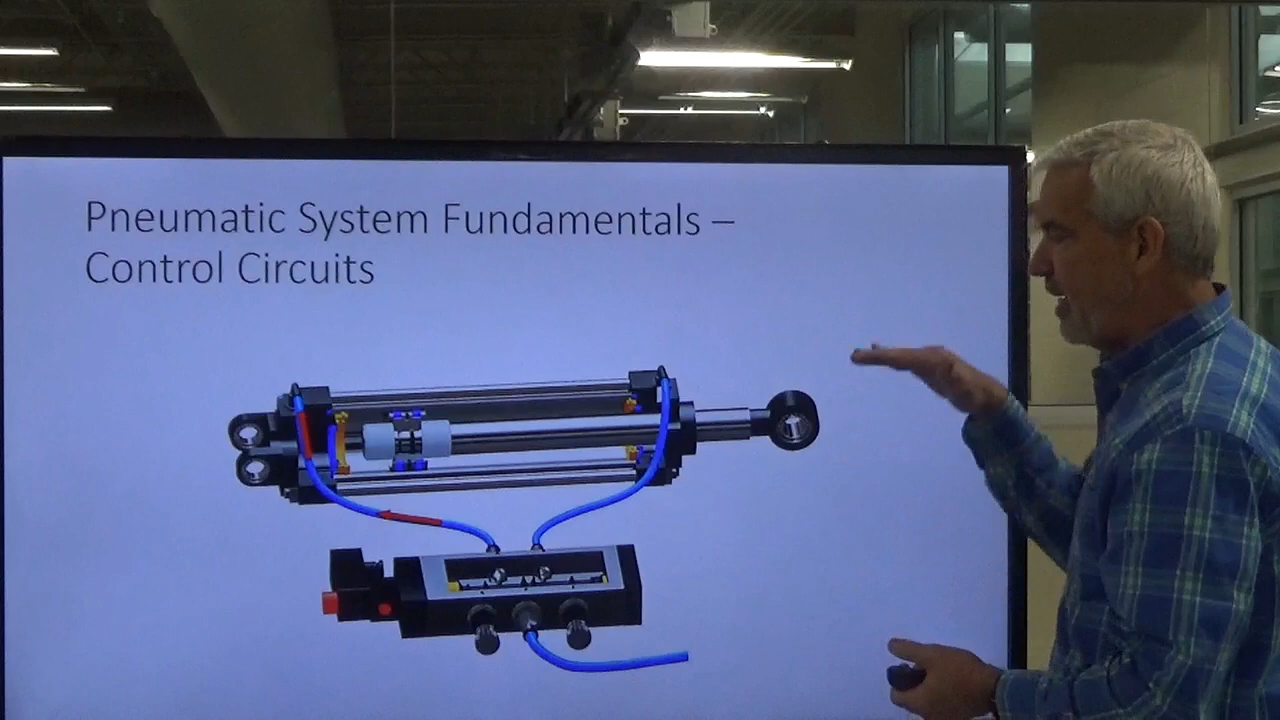 Pneumatic System Fundamentals –
Control Circuits